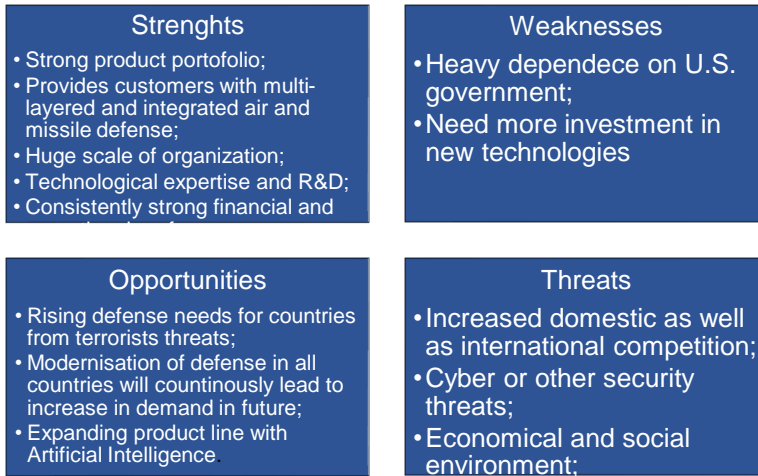 Strenghts
• Strong product portofolio;
• Provides customers with multi-
layered and integrated air and
missile defense;
• Huge scale of organization;
• Technological expertise and R&D;
• Consistently strong financial and
Weaknesses
•Heavy dependece on U.S.
government;
•Need more investment in
new technologies
Opportunities
• Rising defense needs for countries
from terrorists threats;
• Modernisation of defense in all
countries will countinously lead to
increase in demand in future;
• Expanding product line with
Artificial Intelligence.
Threats
•Increased domestic as well
as international competition;
•Cyber or other security
threats;
•Economical and social
environment;